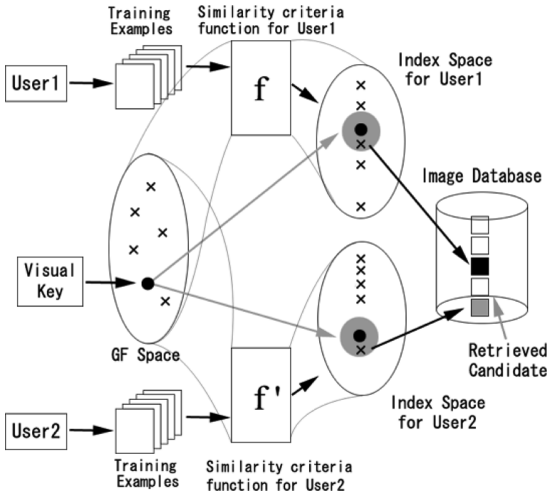 Training
Examples
Similarity criteria
function for User1
User1
f
Index Space
for User1
Image Database
Visual
Key
GF Space
Retrieved
Candidate
User2
f'
Index Space
for User2
Training
Examples
Similarity criteria
function for User2